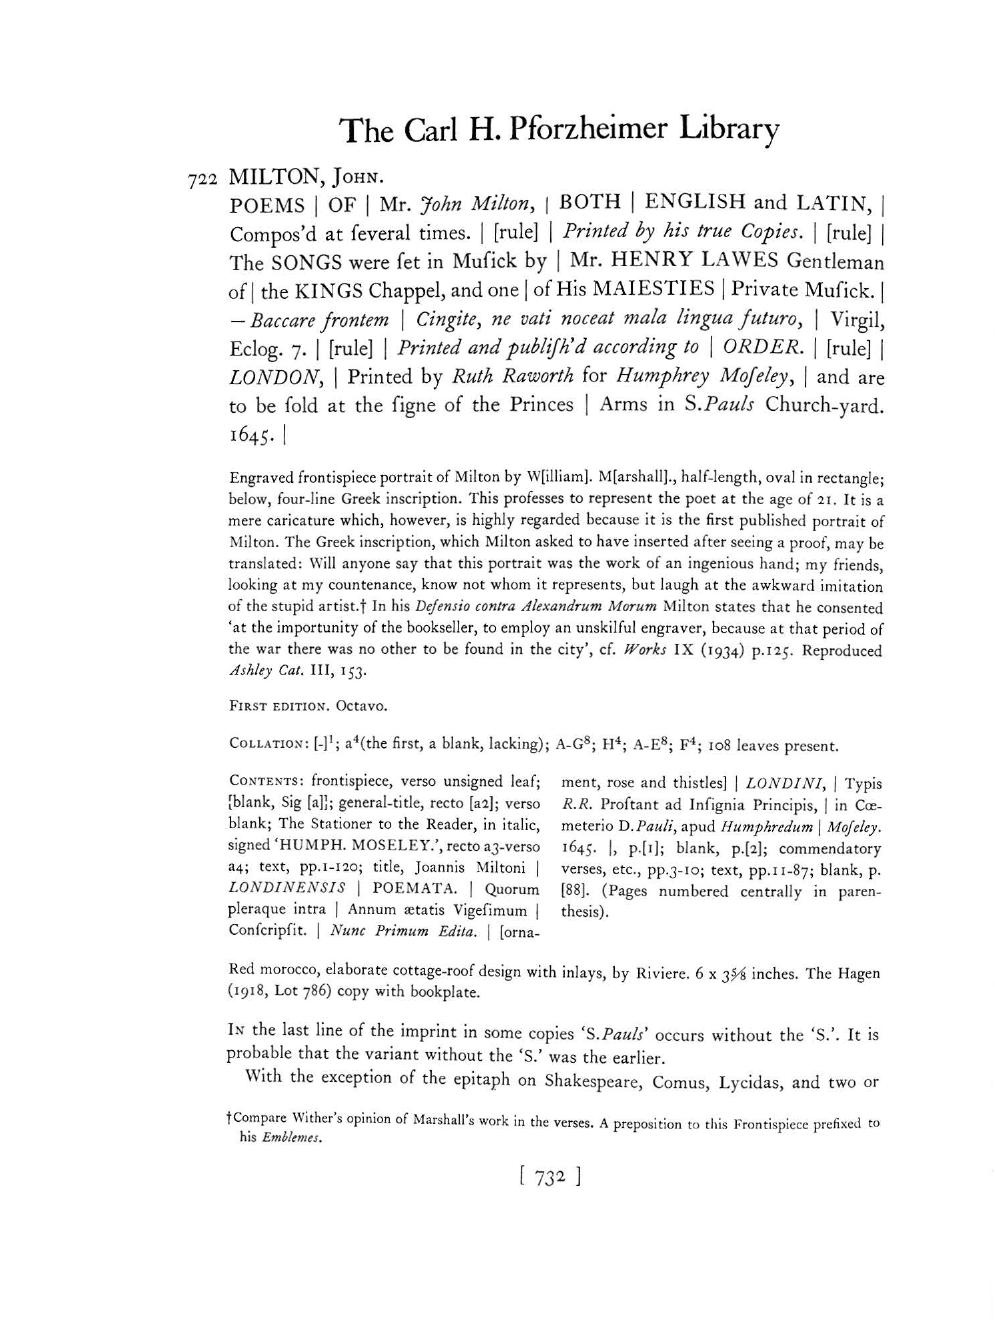 The Carl H. Pforzheimer Library
722 MILTON, JOHN.
POEMS | OF | Mr. John Milton, | BOTH | ENGLISH and LATIN, |
Compos'd at ſeveral times. | [rule] | Printed by his true Copies. | [rule] |
The SONGS were ſet in Muſick by | Mr. HENRY LAWES Gentleman
of | the KINGS Chappel, and one | of His MAIESTIES | Private Muſick. |
— Baccare frontem | Cingite, ne vati noceat mala lingua futuro, | Virgil,
Eclog. 7. | [rule] | Printed and publiſh'd according to | ORDER. | [rule] |
LONDON, | Printed by Ruth Raworth for Humphrey Moſeley, | and are
to be ſold at the ſigne of the Princes | Arms in S.Pauls Church-yard.
1645. |
Engraved frontispiece portrait of Milton by W[illiam]. M[arshall]., half-length, oval in rectangle;
below, four-line Greek inscription. This professes to represent the poet at the age of 21. It is a
mere caricature which, however, is highly regarded because it is the first published portrait of
Milton. The Greek inscription, which Milton asked to have inserted after seeing a proof, may be
translated: Will anyone say that this portrait was the work of an ingenious hand; my friends,
looking at my countenance, know not whom it represents, but laugh at the awkward imitation
of the stupid artist.† In his Defensio contra Alexandrum Morum Milton states that he consented
'at the importunity of the bookseller, to employ an unskilful engraver, because at that period of
the war there was no other to be found in the city', cf. Works IX (1934) p.125. Reproduced
Ashley Cat. III, 153.
FIRST EDITION. Octavo.
COLLATION: [-]¹; a⁴(the first, a blank, lacking); A-G⁸; H⁴; A-E⁸; F⁴; 108 leaves present.
CONTENTS: frontispiece, verso unsigned leaf;
[blank, Sig [a]]; general-title, recto [a2]; verso
blank; The Stationer to the Reader, in italic,
signed 'HUMPH. MOSELEY.', recto a3-verso
a4; text, pp.1-120; title, Joannis Miltoni |
LONDINENSIS | POEMATA. | Quorum
pleraque intra | Annum ætatis Vigeſimum |
Conſcripſit. | Nunc Primum Edita. | [orna-
ment, rose and thistles] | LONDINI, | Typis
R.R. Proſtant ad Inſignia Principis, | in Cœ-
meterio D.Pauli, apud Humphredum | Moſeley.
1645. |, p.[1]; blank, p.[2]; commendatory
verses, etc., pp.3-10; text, pp.11-87; blank, p.
[88]. (Pages numbered centrally in paren-
thesis).
Red morocco, elaborate cottage-roof design with inlays, by Riviere. 6 x 3⅝ inches. The Hagen
(1918, Lot 786) copy with bookplate.
IN the last line of the imprint in some copies 'S.Pauls' occurs without the 'S.'. It is
probable that the variant without the 'S.' was the earlier.
With the exception of the epitaph on Shakespeare, Comus, Lycidas, and two or
†Compare Wither's opinion of Marshall's work in the verses. A preposition to this Frontispiece prefixed to
his Emblemes.
[ 732 ]